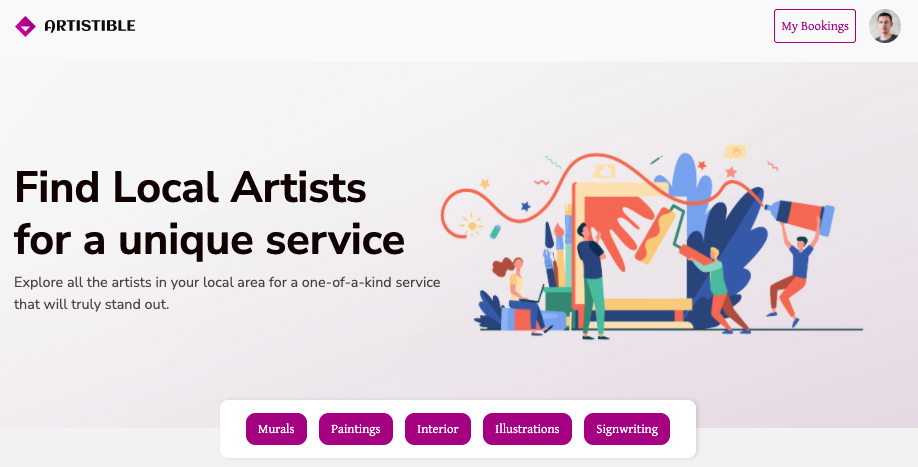 ARTISTIBLE
My Bookings
Find Local Artists
for a unique service
Explore all the artists in your local area for a one-of-a-kind service
that will truly stand out.
Murals
Paintings
Interior
Illustrations
Signwriting